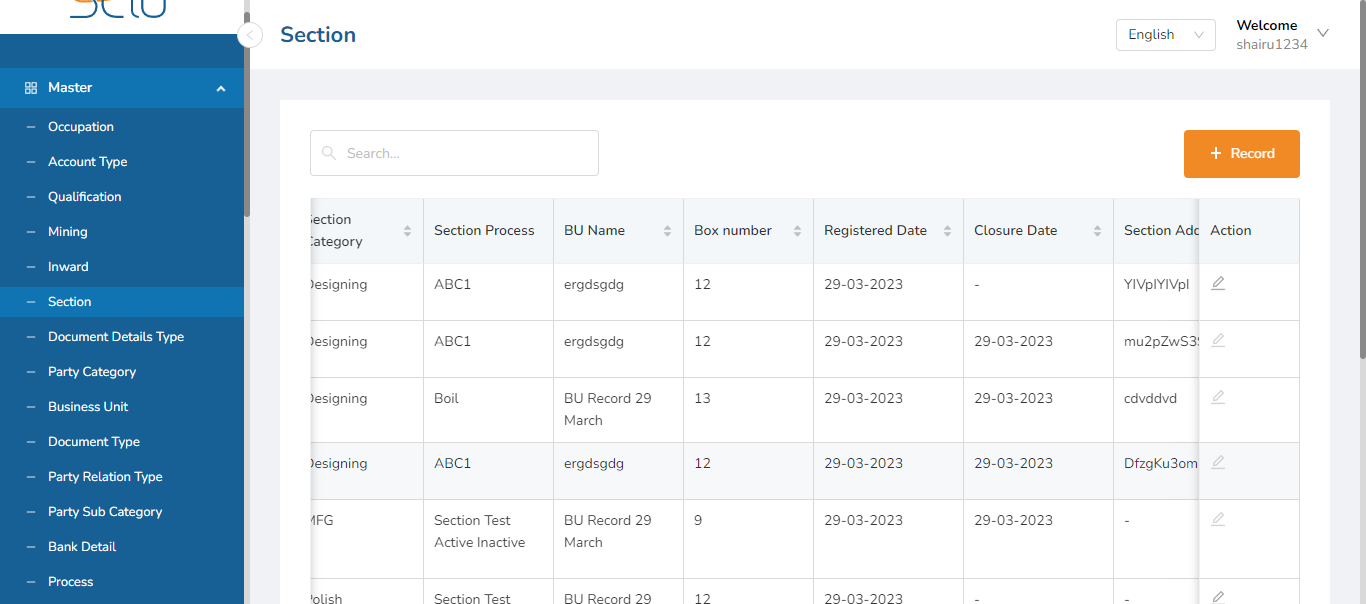 Section
English
Welcome
shairu1234
Master
Occupation
Account Type
Qualification
Mining
Inward
Section
Document Details Type
Party Category
Business Unit
Document Type
Party Relation Type
Party Sub Category
Bank Detail
Process
Search...
+ Record
Section Category Section Process BU Name Box number Registered Date Closure Date Section Add Action
Designing ABC1 ergdsgdg 12 29-03-2023 -
Designing ABC1 ergdsgdg 12 29-03-2023 29-03-2023
Designing Boil BU Record 29 March 13 29-03-2023 29-03-2023 cdvddvd
Designing ABC1 ergdsgdg 12 29-03-2023 29-03-2023 DfzgKu3om
MFG Section Test Active Inactive BU Record 29 March 9 29-03-2023 29-03-2023 -
Polish Section Test BU Record 29 12 29-03-2023 - -